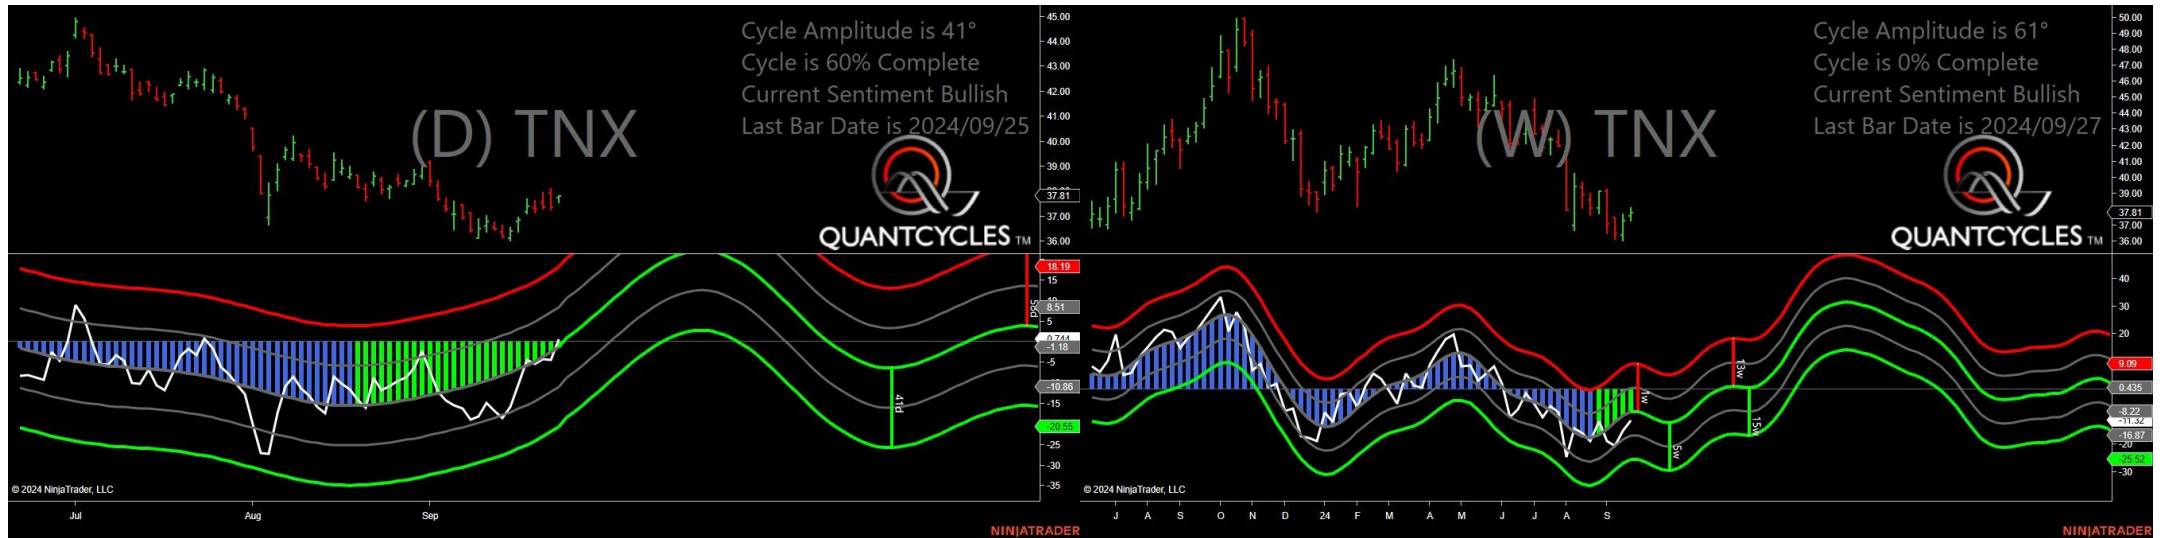 Cycle Amplitude is 41°
Cycle is 60% Complete
Current Sentiment Bullish
Last Bar Date is 2024/09/25
(D) TNX
QUANTCYCLES TM
45.00
44.00
43.00
42.00
41.00
40.00
39.00
37.81
37.00
36.00
18.19
15
8.51
5
0.744
-1.18
-5
-10.86
-15
-20.55
-25
-30
-35
41d
© 2024 NinjaTrader, LLC
Jul Aug Sep
NINJATRADER
Cycle Amplitude is 61°
Cycle is 0% Complete
Current Sentiment Bullish
Last Bar Date is 2024/09/27
(W) TNX
QUANTCYCLES TM
50.00
49.00
48.00
47.00
46.00
45.00
44.00
43.00
42.00
41.00
40.00
39.00
37.81
37.00
36.00
40
30
20
9.09
0.435
-8.22
-11.32
-16.87
-20
-25.52
-30
13w
15w
5w
© 2024 NinjaTrader, LLC
J A S O N D 24 F M A M J J A S
NINJATRADER